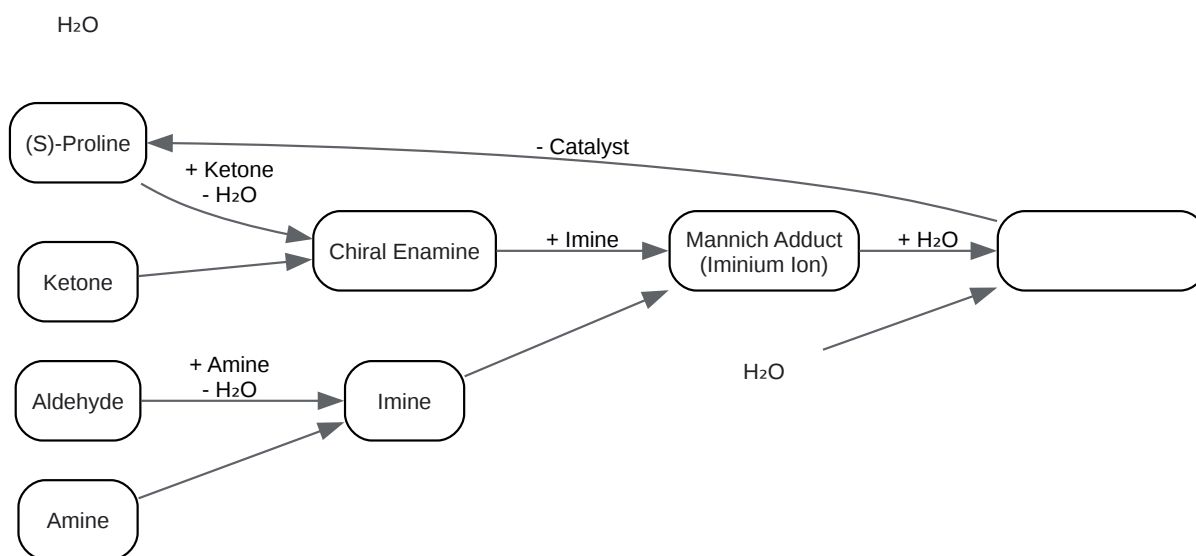 H₂O
(S)-Proline
- Catalyst
+ Ketone
- H₂O
Chiral Enamine
+ Imine
Mannich Adduct
(Iminium Ion)
+ H₂O
Ketone
Aldehyde
+ Amine
- H₂O
Imine
H₂O
Amine